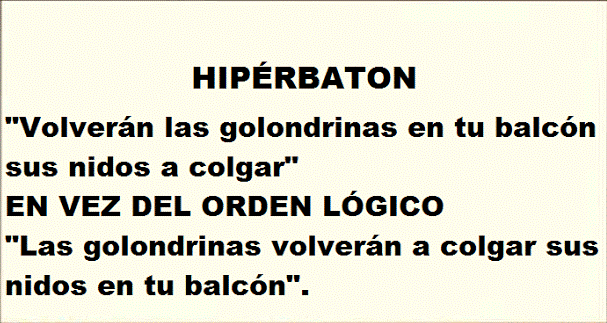 HIPÉRBATON
"Volverán las golondrinas en tu balcón
sus nidos a colgar"
EN VEZ DEL ORDEN LÓGICO
"Las golondrinas volverán a colgar sus
nidos en tu balcón".